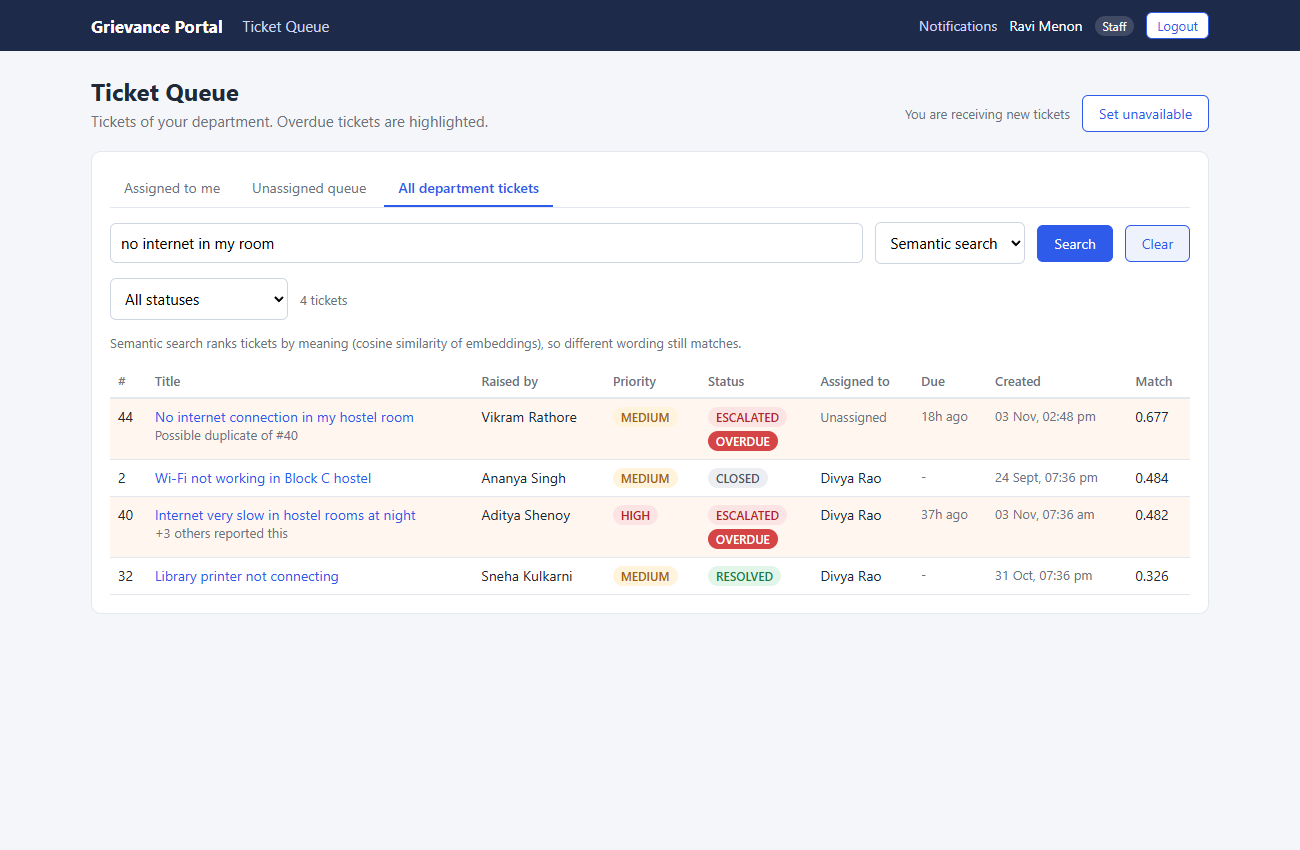 Grievance Portal Ticket Queue Notifications Ravi Menon Staff Logout
Ticket Queue
Tickets of your department. Overdue tickets are highlighted.
You are receiving new tickets Set unavailable
Assigned to me Unassigned queue All department tickets
no internet in my room Semantic search Search Clear
All statuses 4 tickets
Semantic search ranks tickets by meaning (cosine similarity of embeddings), so different wording still matches.
# Title Raised by Priority Status Assigned to Due Created Match
44 No internet connection in my hostel room Vikram Rathore MEDIUM ESCALATED Unassigned 18h ago 03 Nov, 02:48 pm 0.677
Possible duplicate of #40 OVERDUE
2 Wi-Fi not working in Block C hostel Ananya Singh MEDIUM CLOSED Divya Rao - 24 Sept, 07:36 pm 0.484
40 Internet very slow in hostel rooms at night Aditya Shenoy HIGH ESCALATED Divya Rao 37h ago 03 Nov, 07:36 am 0.482
+3 others reported this OVERDUE
32 Library printer not connecting Sneha Kulkarni MEDIUM RESOLVED Divya Rao - 31 Oct, 07:36 pm 0.326